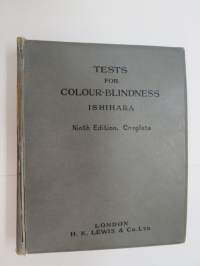 TESTS
FOR
COLOUR-BLINDNESS
ISHIHARA
Ninth Edition. Complete
LONDON
H. K. LEWIS & Co. Ltd.